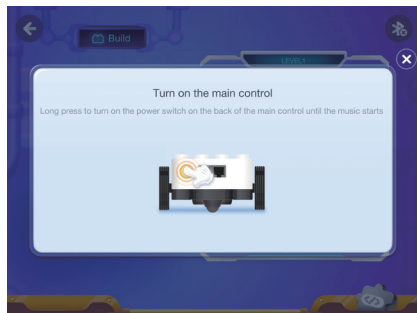 Build
LEVEL1
Turn on the main control
Long press to turn on the power switch on the back of the main control until the music starts